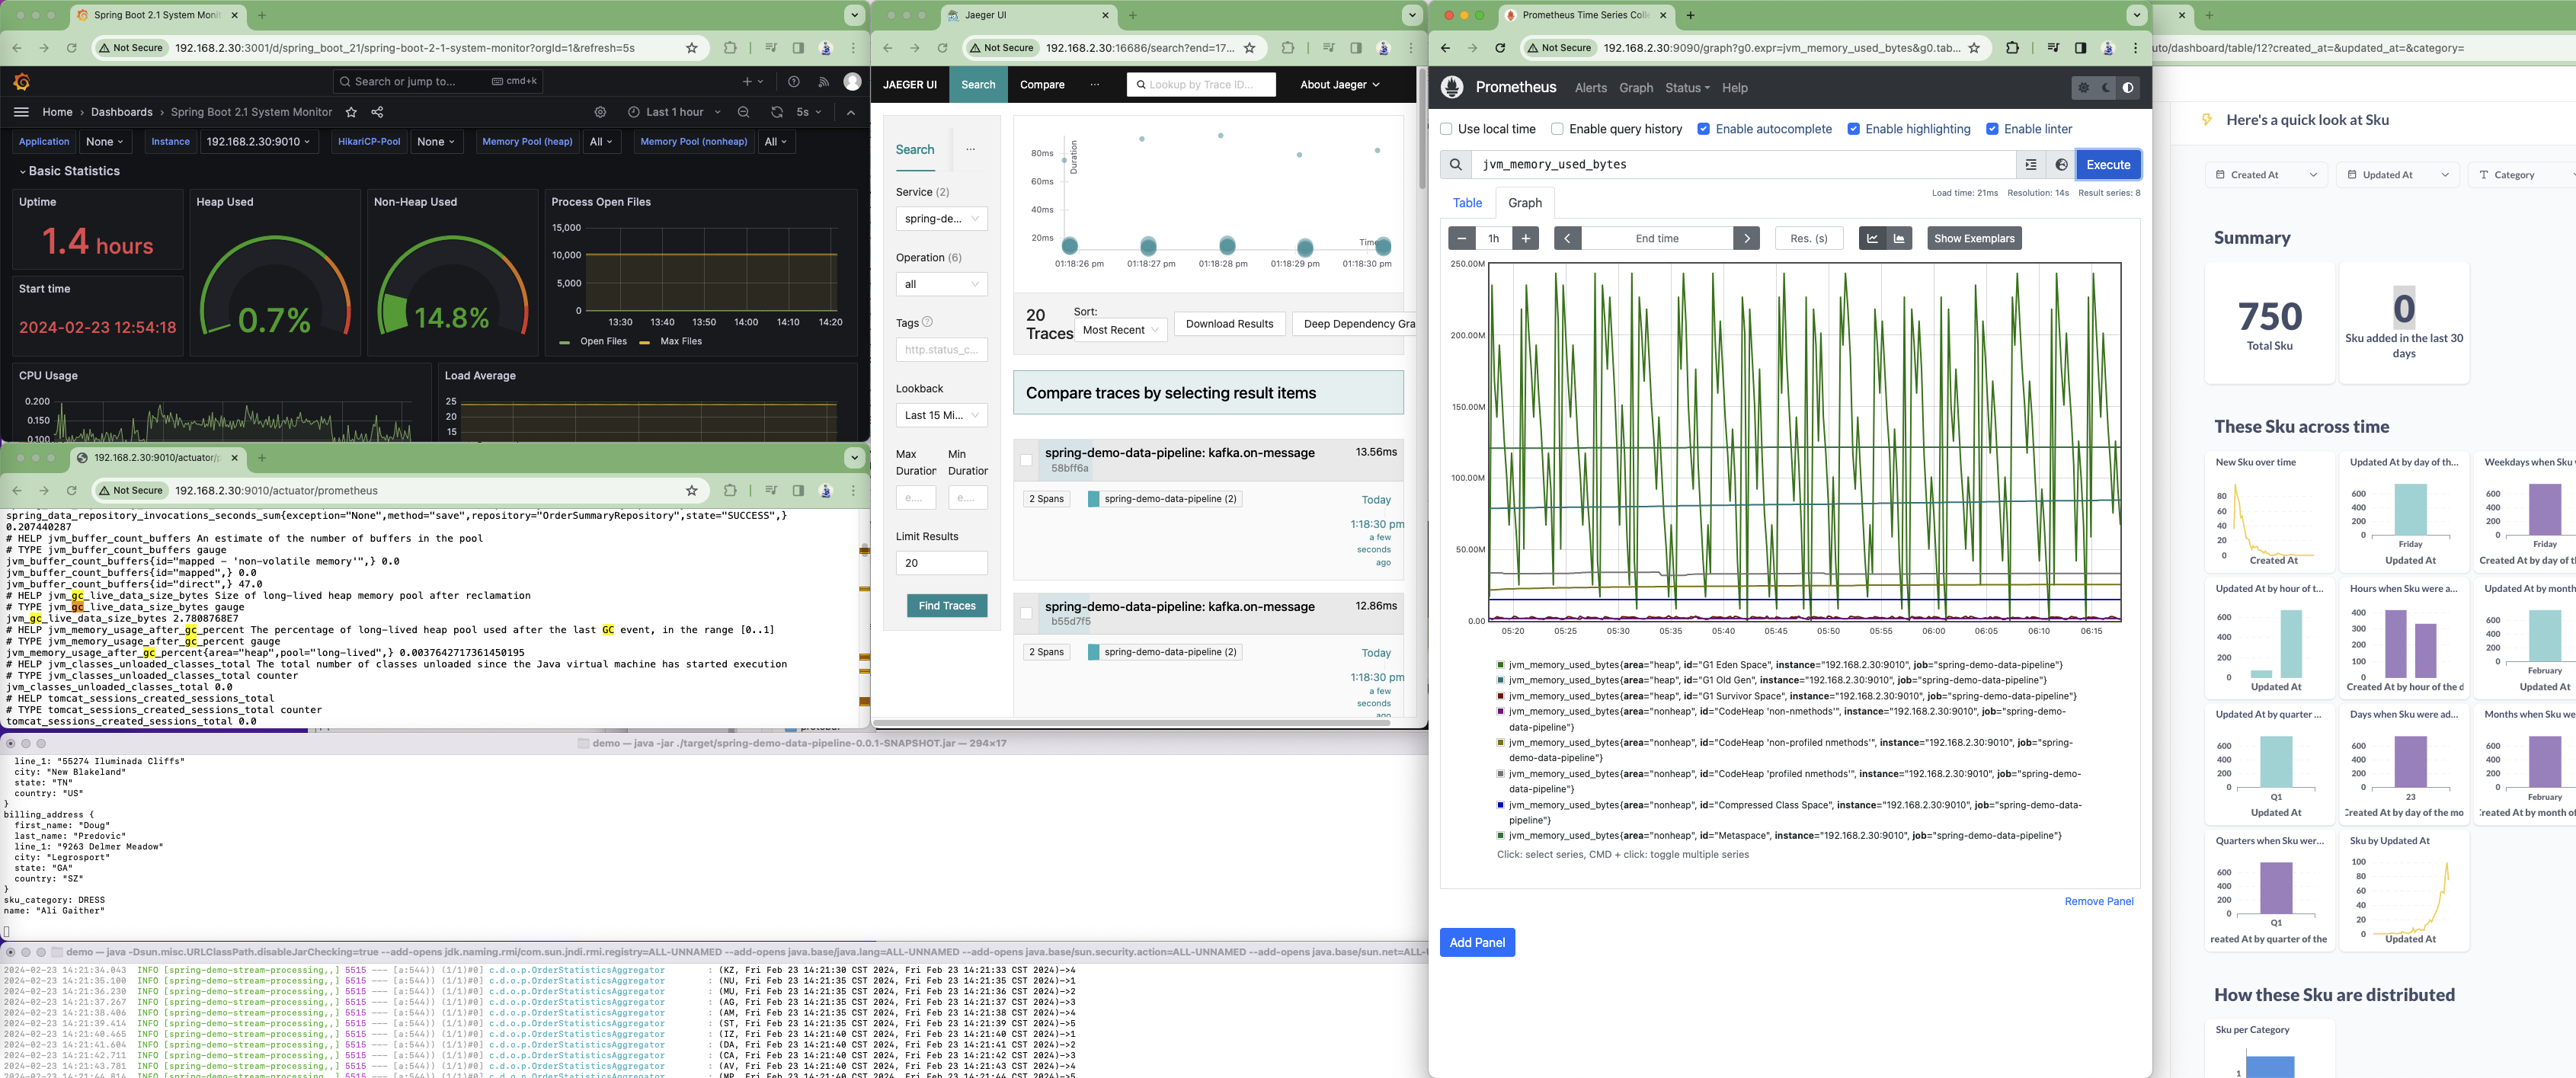 Spring Boot 2.1 System Monit
Not Secure 192.168.2.30:3001/d/spring_boot_21/spring-boot-2-1-system-monitor?orgId=1&refresh=5s
Search or jump to... cmd+k
Home Dashboards Spring Boot 2.1 System Monitor Last 1 hour 5s
Application None Instance 192.168.2.30:9010 HikariCP-Pool None Memory Pool (heap) All Memory Pool (nonheap) All
Basic Statistics
Uptime
1.4 hours
Start time
2024-02-23 12:54:18
Heap Used
0.7%
Non-Heap Used
14.8%
Process Open Files
15,000
10,000
5,000
0
13:30 13:40 13:50 14:00 14:10 14:20
Open Files Max Files
CPU Usage
0.200
0.150
0.100
Load Average
25
20
15
192.168.2.30:9010/actuator/p
Not Secure 192.168.2.30:9010/actuator/prometheus
spring_data_repository_invocations_seconds_sum{exception="None",method="save",repository="OrderSummaryRepository",state="SUCCESS",}
0.207440287
# HELP jvm_buffer_count_buffers An estimate of the number of buffers in the pool
# TYPE jvm_buffer_count_buffers gauge
jvm_buffer_count_buffers{id="mapped - 'non-volatile memory'",} 0.0
jvm_buffer_count_buffers{id="mapped",} 0.0
jvm_buffer_count_buffers{id="direct",} 47.0
# HELP jvm_gc_live_data_size_bytes Size of long-lived heap memory pool after reclamation
# TYPE jvm_gc_live_data_size_bytes gauge
jvm_gc_live_data_size_bytes 2.7808768E7
# HELP jvm_memory_usage_after_gc_percent The percentage of long-lived heap pool used after the last GC event, in the range [0..1]
# TYPE jvm_memory_usage_after_gc_percent gauge
jvm_memory_usage_after_gc_percent{area="heap",pool="long-lived",} 0.0037642717361450195
# HELP jvm_classes_unloaded_classes_total The total number of classes unloaded since the Java virtual machine has started execution
# TYPE jvm_classes_unloaded_classes_total counter
jvm_classes_unloaded_classes_total 0.0
# HELP tomcat_sessions_created_sessions_total
# TYPE tomcat_sessions_created_sessions_total counter
tomcat_sessions_created_sessions_total 0.0
Jaeger UI
Not Secure 192.168.2.30:16686/search?end=17...
JAEGER UI Search Compare ... Lookup by Trace ID... About Jaeger
Search ...
Service (2)
spring-de...
Operation (6)
all
Tags
http.status_c...
Lookback
Last 15 Mi...
Max Duration
Min Duration
e.... e....
Limit Results
20
Find Traces
Duration
80ms
60ms
40ms
20ms
Time
01:18:26 pm 01:18:27 pm 01:18:28 pm 01:18:29 pm 01:18:30 pm
20 Traces
Sort:
Most Recent
Download Results
Deep Dependency Gra
Compare traces by selecting result items
spring-demo-data-pipeline: kafka.on-message 13.56ms
58bff6a
2 Spans spring-demo-data-pipeline (2) Today
1:18:30 pm
a few
seconds
ago
spring-demo-data-pipeline: kafka.on-message 12.86ms
b55d7f5
2 Spans spring-demo-data-pipeline (2) Today
1:18:30 pm
a few
seconds
ago
demo — java -jar ./target/spring-demo-data-pipeline-0.0.1-SNAPSHOT.jar — 294×17
line_1: "55274 Iluminada Cliffs"
city: "New Blakeland"
state: "TN"
country: "US"
}
billing_address {
first_name: "Doug"
last_name: "Predovic"
line_1: "9263 Delmer Meadow"
city: "Legrosport"
state: "GA"
country: "SZ"
}
sku_category: DRESS
name: "Ali Gaither"
demo — java -Dsun.misc.URLClassPath.disableJarChecking=true --add-opens jdk.naming.rmi/com.sun.jndi.rmi.registry=ALL-UNNAMED --add-opens java.base/java.lang=ALL-UNNAMED --add-opens java.base/sun.security.action=ALL-UNNAMED --add-opens java.base/sun.net=ALL-U
2024-02-23 14:21:34.043 INFO [spring-demo-stream-processing,,] 5515 --- [a:544)) (1/1)#0] c.d.o.p.OrderStatisticsAggregator : (KZ, Fri Feb 23 14:21:30 CST 2024, Fri Feb 23 14:21:33 CST 2024)->4
2024-02-23 14:21:35.100 INFO [spring-demo-stream-processing,,] 5515 --- [a:544)) (1/1)#0] c.d.o.p.OrderStatisticsAggregator : (NU, Fri Feb 23 14:21:35 CST 2024, Fri Feb 23 14:21:35 CST 2024)->1
2024-02-23 14:21:36.230 INFO [spring-demo-stream-processing,,] 5515 --- [a:544)) (1/1)#0] c.d.o.p.OrderStatisticsAggregator : (MU, Fri Feb 23 14:21:35 CST 2024, Fri Feb 23 14:21:36 CST 2024)->2
2024-02-23 14:21:37.267 INFO [spring-demo-stream-processing,,] 5515 --- [a:544)) (1/1)#0] c.d.o.p.OrderStatisticsAggregator : (AG, Fri Feb 23 14:21:35 CST 2024, Fri Feb 23 14:21:37 CST 2024)->3
2024-02-23 14:21:38.406 INFO [spring-demo-stream-processing,,] 5515 --- [a:544)) (1/1)#0] c.d.o.p.OrderStatisticsAggregator : (AM, Fri Feb 23 14:21:35 CST 2024, Fri Feb 23 14:21:38 CST 2024)->4
2024-02-23 14:21:39.414 INFO [spring-demo-stream-processing,,] 5515 --- [a:544)) (1/1)#0] c.d.o.p.OrderStatisticsAggregator : (ST, Fri Feb 23 14:21:35 CST 2024, Fri Feb 23 14:21:39 CST 2024)->5
2024-02-23 14:21:40.465 INFO [spring-demo-stream-processing,,] 5515 --- [a:544)) (1/1)#0] c.d.o.p.OrderStatisticsAggregator : (IZ, Fri Feb 23 14:21:40 CST 2024, Fri Feb 23 14:21:40 CST 2024)->1
2024-02-23 14:21:41.604 INFO [spring-demo-stream-processing,,] 5515 --- [a:544)) (1/1)#0] c.d.o.p.OrderStatisticsAggregator : (DA, Fri Feb 23 14:21:40 CST 2024, Fri Feb 23 14:21:41 CST 2024)->2
2024-02-23 14:21:42.711 INFO [spring-demo-stream-processing,,] 5515 --- [a:544)) (1/1)#0] c.d.o.p.OrderStatisticsAggregator : (CA, Fri Feb 23 14:21:40 CST 2024, Fri Feb 23 14:21:42 CST 2024)->3
2024-02-23 14:21:43.781 INFO [spring-demo-stream-processing,,] 5515 --- [a:544)) (1/1)#0] c.d.o.p.OrderStatisticsAggregator : (AV, Fri Feb 23 14:21:40 CST 2024, Fri Feb 23 14:21:43 CST 2024)->4
Prometheus Time Series Colle
Not Secure 192.168.2.30:9090/graph?g0.expr=jvm_memory_used_bytes&g0.tab...
Prometheus Alerts Graph Status Help
Use local time Enable query history Enable autocomplete Enable highlighting Enable linter
jvm_memory_used_bytes Execute
Load time: 21ms Resolution: 14s Result series: 8
Table Graph
− 1h + End time Res. (s) Show Exemplars
250.00M
200.00M
150.00M
100.00M
50.00M
0.00
05:20 05:25 05:30 05:35 05:40 05:45 05:50 05:55 06:00 06:05 06:10 06:15
jvm_memory_used_bytes{area="heap", id="G1 Eden Space", instance="192.168.2.30:9010", job="spring-demo-data-pipeline"}
jvm_memory_used_bytes{area="heap", id="G1 Old Gen", instance="192.168.2.30:9010", job="spring-demo-data-pipeline"}
jvm_memory_used_bytes{area="heap", id="G1 Survivor Space", instance="192.168.2.30:9010", job="spring-demo-data-pipeline"}
jvm_memory_used_bytes{area="nonheap", id="CodeHeap 'non-nmethods'", instance="192.168.2.30:9010", job="spring-demo-
data-pipeline"}
jvm_memory_used_bytes{area="nonheap", id="CodeHeap 'non-profiled nmethods'", instance="192.168.2.30:9010", job="spring-
demo-data-pipeline"}
jvm_memory_used_bytes{area="nonheap", id="CodeHeap 'profiled nmethods'", instance="192.168.2.30:9010", job="spring-demo-
data-pipeline"}
jvm_memory_used_bytes{area="nonheap", id="Compressed Class Space", instance="192.168.2.30:9010", job="spring-demo-data-
pipeline"}
jvm_memory_used_bytes{area="nonheap", id="Metaspace", instance="192.168.2.30:9010", job="spring-demo-data-pipeline"}
Click: select series, CMD + click: toggle multiple series
Remove Panel
Add Panel
uto/dashboard/table/12?created_at=&updated_at=&category=
Here's a quick look at Sku
Created At Updated At Category
Summary
750
Total Sku
0
Sku added in the last 30
days
These Sku across time
New Sku over time
80
60
40
20
0
Created At
Updated At by day of th...
600
400
200
0
Friday
Updated At
Weekdays when Sku
600
400
200
0
Friday
Created At by day of t
Updated At by hour of t...
600
400
200
0
Updated At
Hours when Sku were a...
400
300
200
100
0
Created At by hour of the d
Updated At by month
600
400
200
0
February
Updated At
Updated At by quarter ...
600
400
200
0
Q1
Updated At
Days when Sku were ad...
600
400
200
0
23
Created At by day of the mo
Months when Sku we
600
400
200
0
February
Created At by month of
Quarters when Sku wer...
600
400
200
0
Q1
reated At by quarter of the
Sku by Updated At
100
80
60
40
20
0
Updated At
How these Sku are distributed
Sku per Category
1